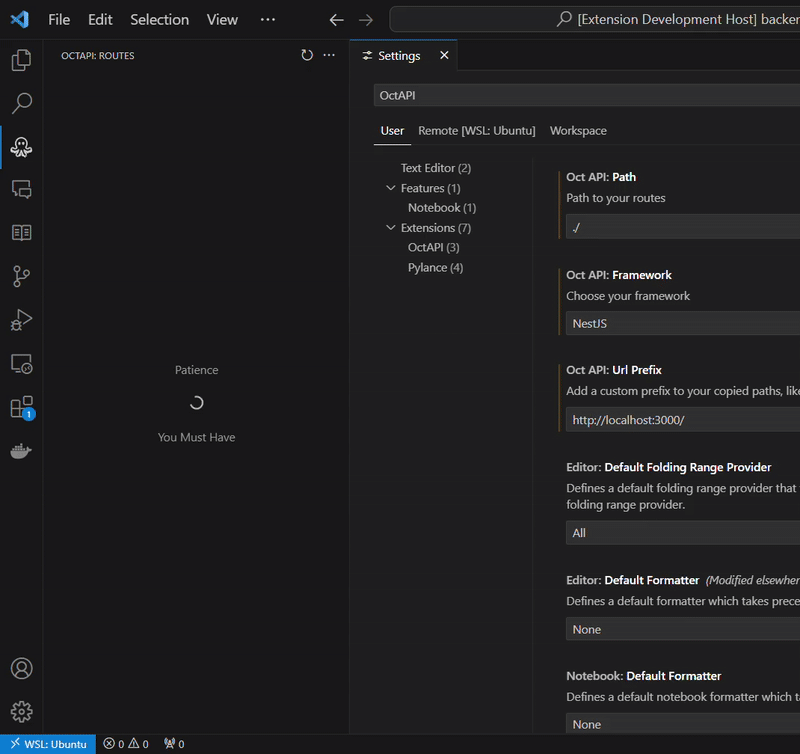 File Edit Selection View ··· [Extension Development Host] backen
OCTAPI: ROUTES
Settings
OctAPI
User Remote [WSL: Ubuntu] Workspace
Text Editor (2)
Features (1)
Notebook (1)
Extensions (7)
OctAPI (3)
Pylance (4)
Oct API: Path
Path to your routes
./
Oct API: Framework
Choose your framework
NestJS
Oct API: Url Prefix
Add a custom prefix to your copied paths, like
http://localhost:3000/
Editor: Default Folding Range Provider
Defines a default folding range provider that
folding range provider.
All
Editor: Default Formatter (Modified elsewher
Defines a default formatter which takes prece
None
Notebook: Default Formatter
Defines a default notebook formatter which ta
None
Patience
You Must Have
1
WSL: Ubuntu 0 0 0